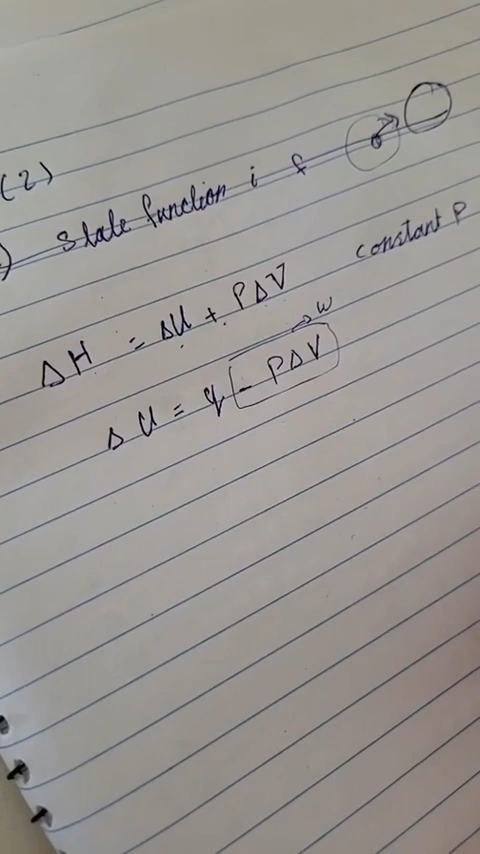 (2)
) State function i f
constant P
ΔH = ΔU + PΔV
→ W
ΔU = q - PΔV